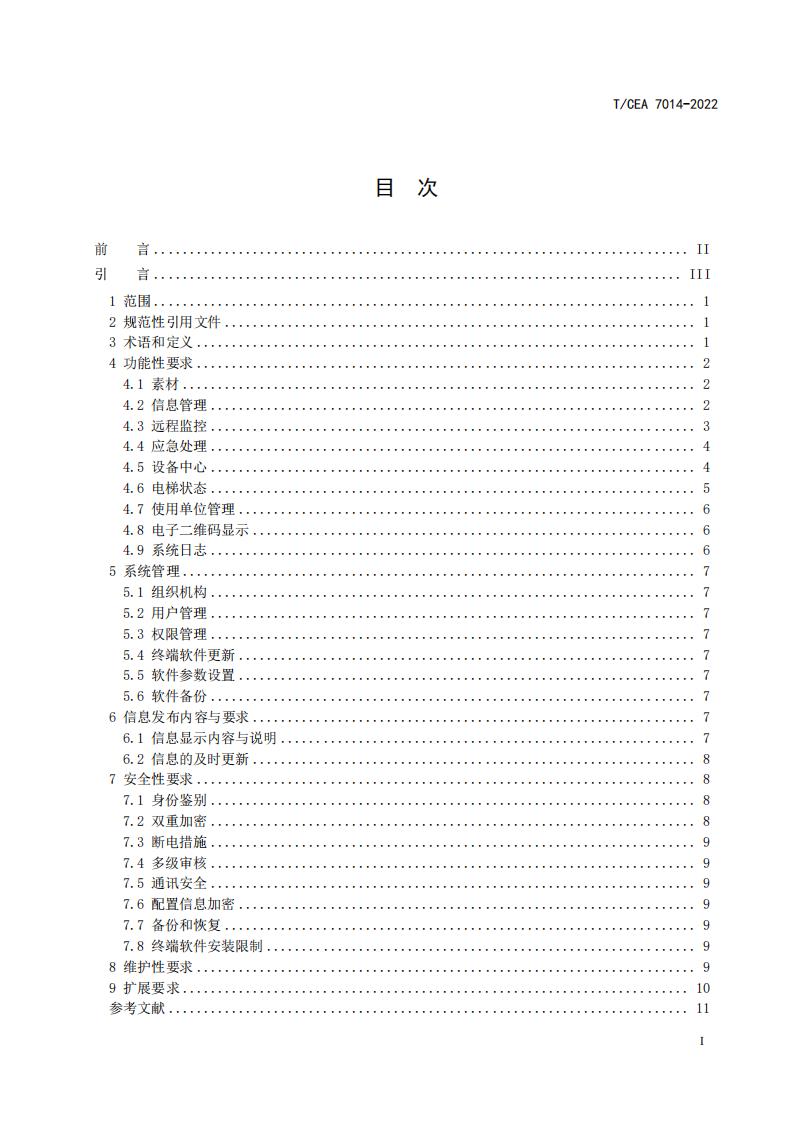 T/CEA 7014-2022
目 次
前 言 ........................................ II
引 言 ........................................ III
1 范围 ........................................ 1
2 规范性引用文件 ........................................ 1
3 术语和定义 ........................................ 1
4 功能性要求 ........................................ 2
4.1 素材 ........................................ 2
4.2 信息管理 ........................................ 2
4.3 远程监控 ........................................ 3
4.4 应急处理 ........................................ 4
4.5 设备中心 ........................................ 4
4.6 电梯状态 ........................................ 5
4.7 使用单位管理 ........................................ 6
4.8 电子二维码显示 ........................................ 6
4.9 系统日志 ........................................ 6
5 系统管理 ........................................ 7
5.1 组织机构 ........................................ 7
5.2 用户管理 ........................................ 7
5.3 权限管理 ........................................ 7
5.4 终端软件更新 ........................................ 7
5.5 软件参数设置 ........................................ 7
5.6 软件备份 ........................................ 7
6 信息发布内容与要求 ........................................ 7
6.1 信息显示内容与说明 ........................................ 7
6.2 信息的及时更新 ........................................ 8
7 安全性要求 ........................................ 8
7.1 身份鉴别 ........................................ 8
7.2 双重加密 ........................................ 8
7.3 断电措施 ........................................ 9
7.4 多级审核 ........................................ 9
7.5 通讯安全 ........................................ 9
7.6 配置信息加密 ........................................ 9
7.7 备份和恢复 ........................................ 9
7.8 终端软件安装限制 ........................................ 9
8 维护性要求 ........................................ 9
9 扩展要求 ........................................ 10
参考文献 ........................................ 11
I